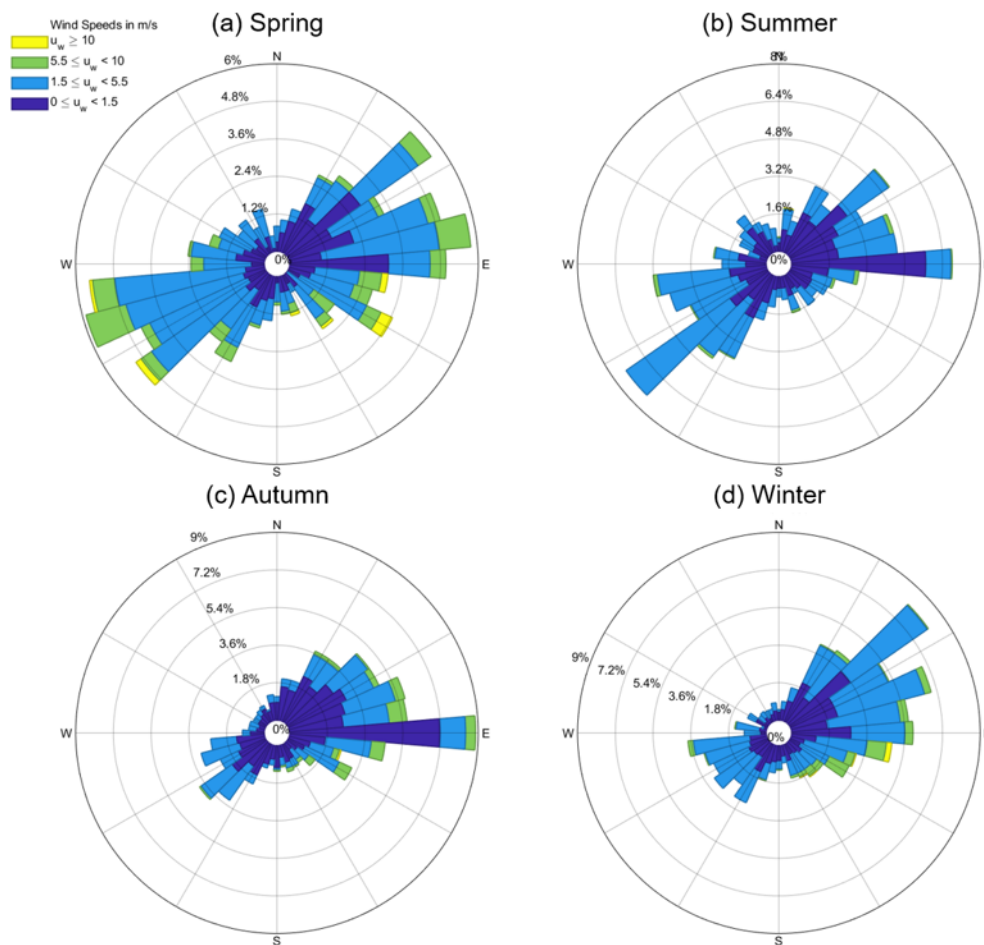 Wind Speeds in m/s
u_w ≥ 10
5.5 ≤ u_w < 10
1.5 ≤ u_w < 5.5
0 ≤ u_w < 1.5
(a) Spring
N
6%
4.8%
3.6%
2.4%
1.2%
0%
W
E
S
(b) Summer
N
8%
6.4%
4.8%
3.2%
1.6%
0%
W
S
(c) Autumn
N
9%
7.2%
5.4%
3.6%
1.8%
0%
W
E
S
(d) Winter
N
9%
7.2%
5.4%
3.6%
1.8%
0%
W
S